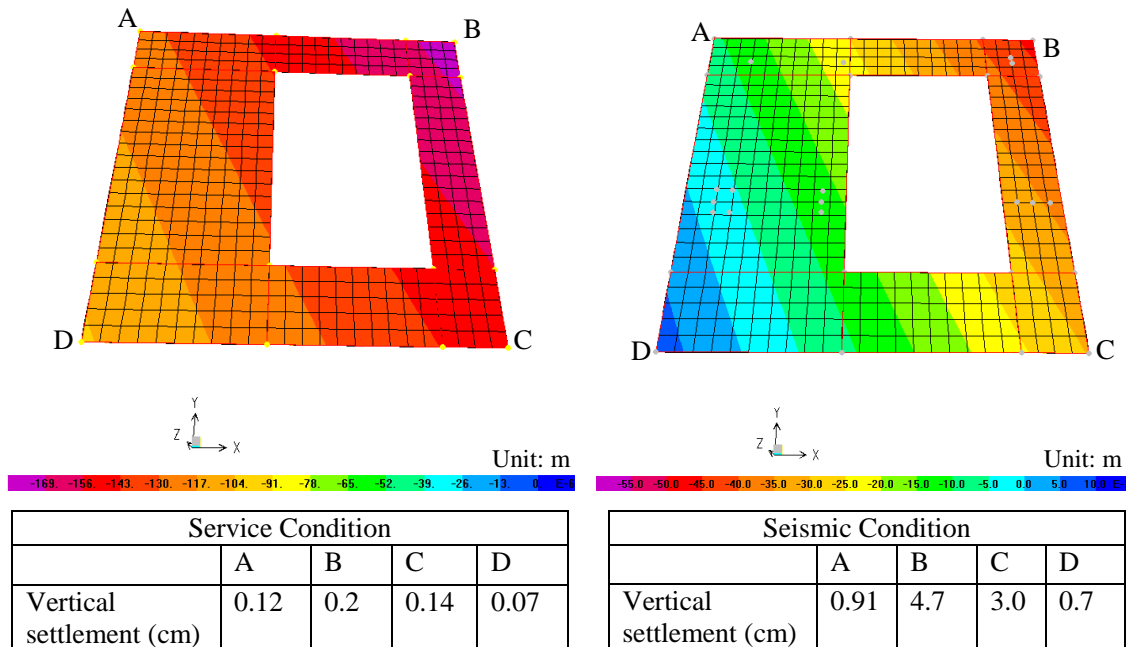 A B A B
D C D C
Y Y
Z X Z X
Unit: m Unit: m
-169. -156. -143. -130. -117. -104. -91. -78. -65. -52. -39. -26. -13. 0
-55.0 -50.0 -45.0 -40.0 -35.0 -30.0 -25.0 -20.0 -15.0 -10.0 -5.0 0.0 5.0 10.0
Service Condition
A B C D
Vertical 0.12 0.2 0.14 0.07
settlement (cm)
Seismic Condition
A B C D
Vertical 0.91 4.7 3.0 0.7
settlement (cm)